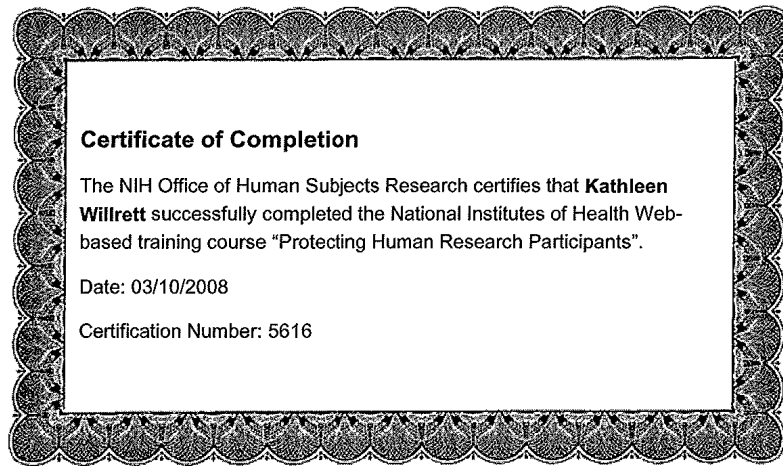 Certificate of Completion
The NIH Office of Human Subjects Research certifies that Kathleen
Willrett successfully completed the National Institutes of Health Web-
based training course “Protecting Human Research Participants”.
Date: 03/10/2008
Certification Number: 5616